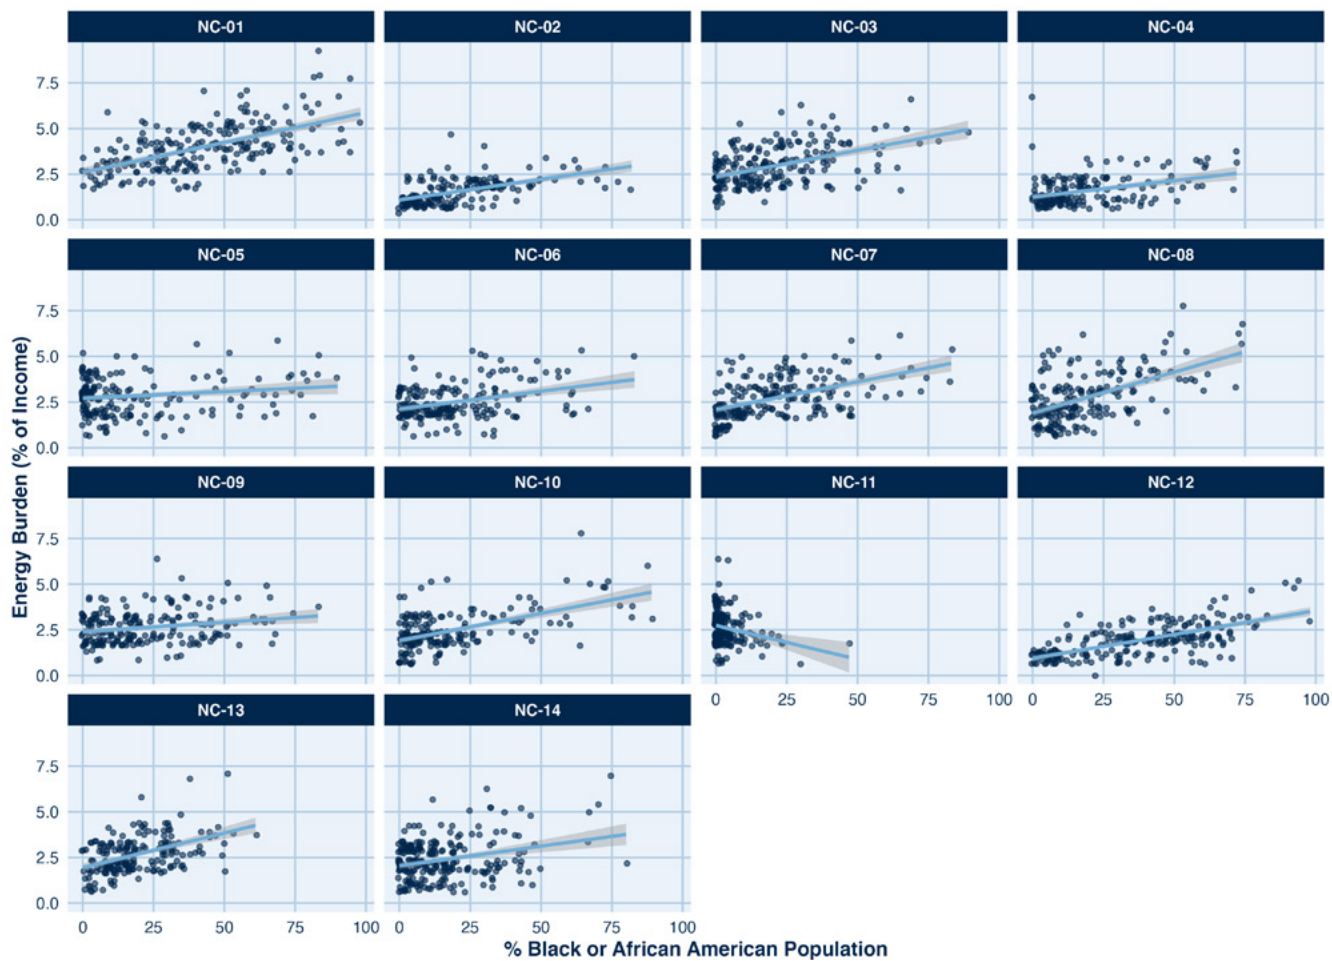 NC-01 NC-02 NC-03 NC-04
7.5
5.0
2.5
0.0
NC-05 NC-06 NC-07 NC-08
7.5
5.0
2.5
0.0
NC-09 NC-10 NC-11 NC-12
7.5
5.0
2.5
0.0
0 25 50 75 100 0 25 50 75 100
NC-13 NC-14
7.5
5.0
2.5
0.0
0 25 50 75 100 0 25 50 75 100
Energy Burden (% of Income)
% Black or African American Population